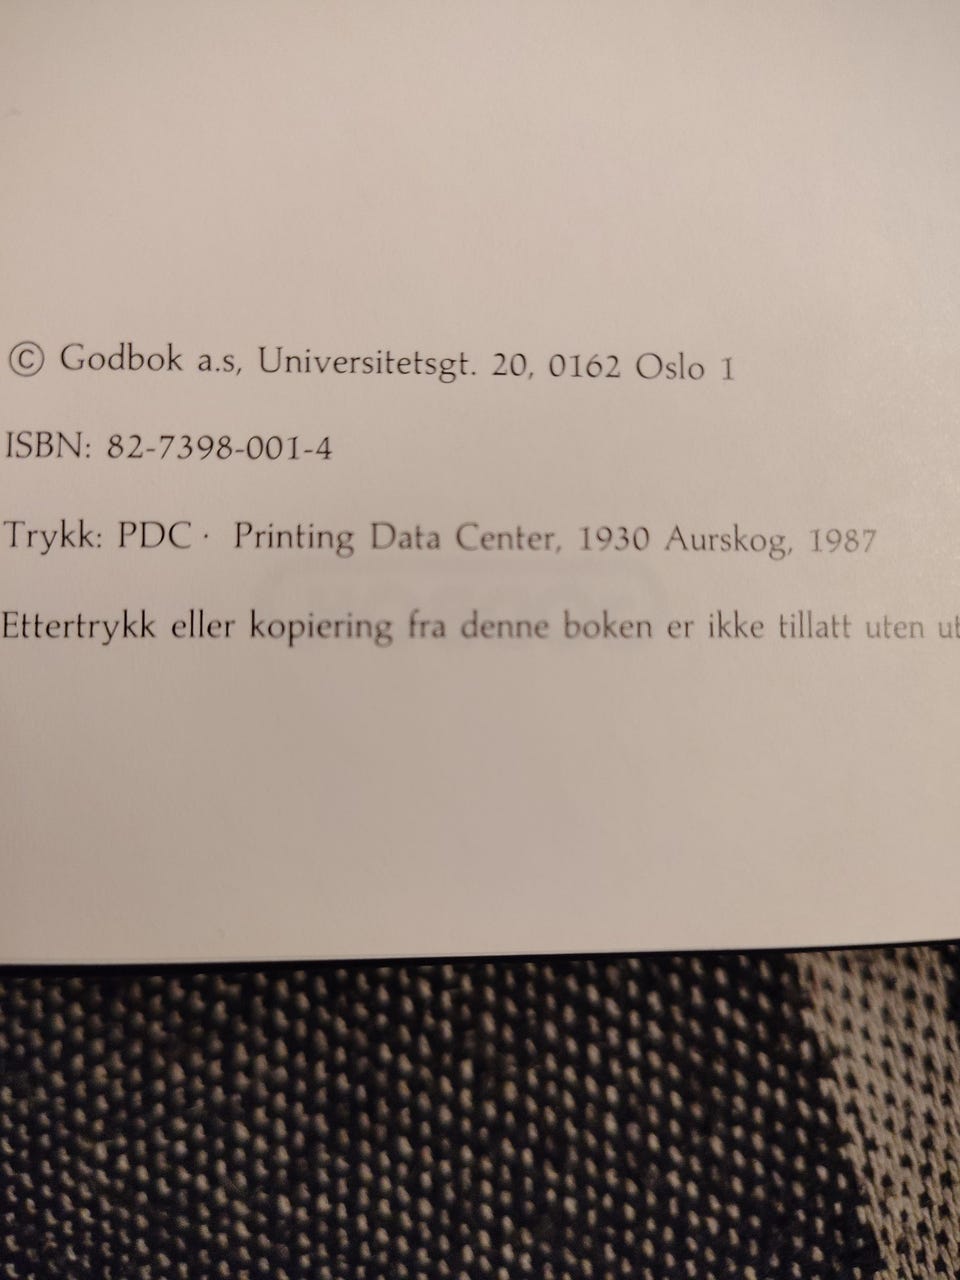 © Godbok a.s, Universitetsgt. 20, 0162 Oslo 1
ISBN: 82-7398-001-4
Trykk: PDC · Printing Data Center, 1930 Aurskog, 1987
Ettertrykk eller kopiering fra denne boken er ikke tillatt uten